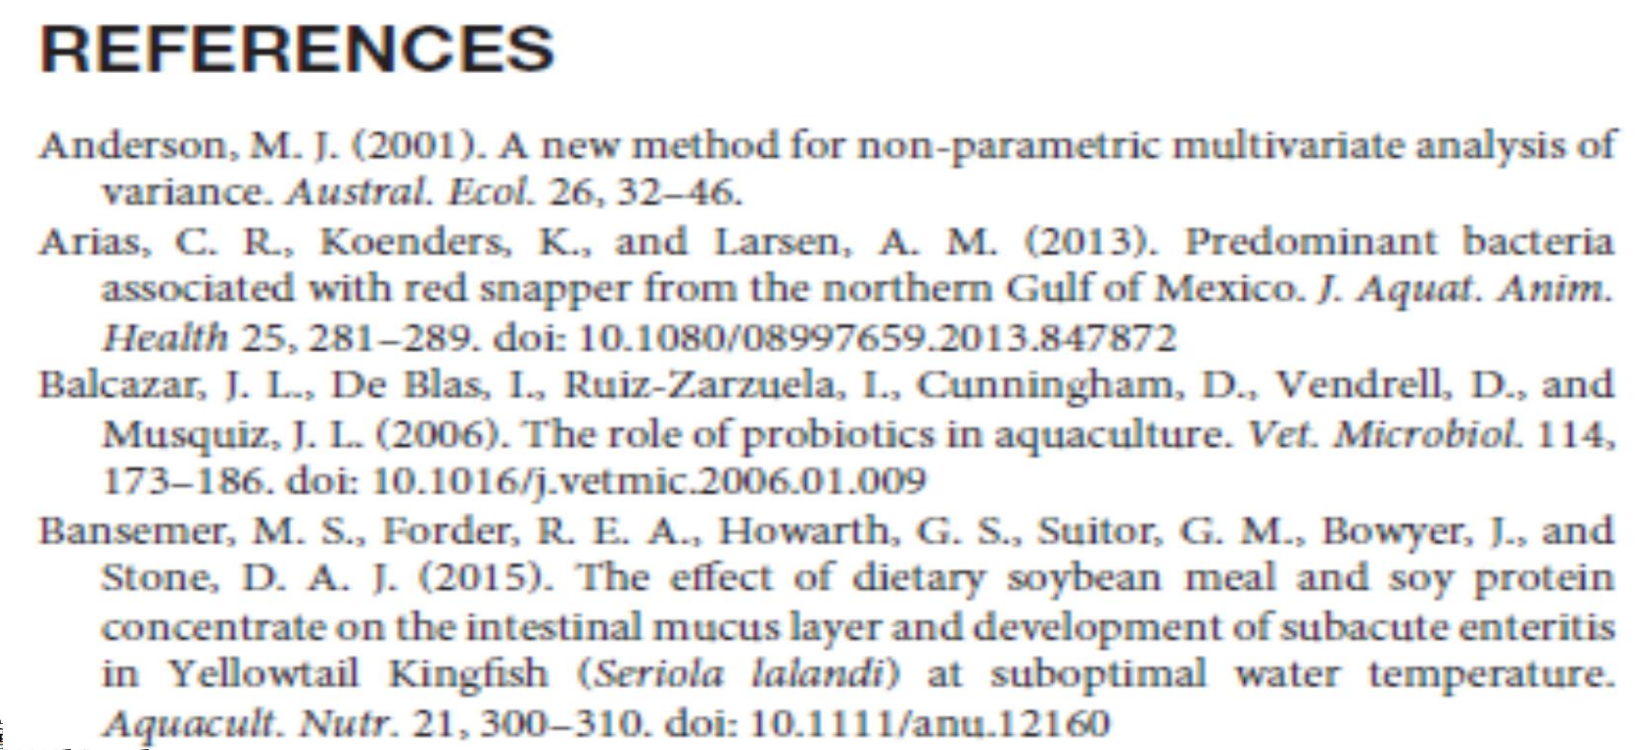 REFERENCES
Anderson, M. J. (2001). A new method for non-parametric multivariate analysis of
variance. Austral. Ecol. 26, 32–46.
Arias, C. R., Koenders, K., and Larsen, A. M. (2013). Predominant bacteria
associated with red snapper from the northern Gulf of Mexico. J. Aquat. Anim.
Health 25, 281–289. doi: 10.1080/08997659.2013.847872
Balcazar, J. L., De Blas, I., Ruiz-Zarzuela, I., Cunningham, D., Vendrell, D., and
Musquiz, J. L. (2006). The role of probiotics in aquaculture. Vet. Microbiol. 114,
173–186. doi: 10.1016/j.vetmic.2006.01.009
Bansemer, M. S., Forder, R. E. A., Howarth, G. S., Suitor, G. M., Bowyer, J., and
Stone, D. A. J. (2015). The effect of dietary soybean meal and soy protein
concentrate on the intestinal mucus layer and development of subacute enteritis
in Yellowtail Kingfish (Seriola lalandi) at suboptimal water temperature.
Aquacult. Nutr. 21, 300–310. doi: 10.1111/anu.12160